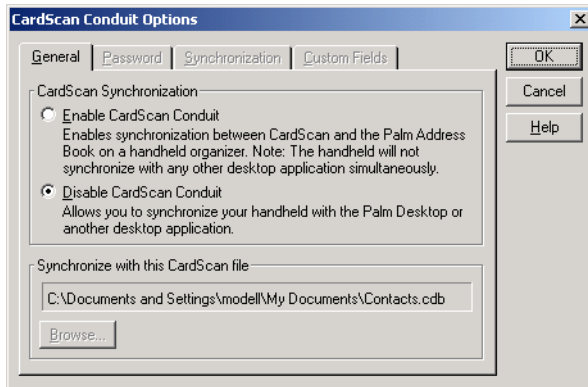 CardScan Conduit Options
General Password Synchronization Custom Fields
OK
Cancel
Help
CardScan Synchronization
Enable CardScan Conduit
Enables synchronization between CardScan and the Palm Address
Book on a handheld organizer. Note: The handheld will not
synchronize with any other desktop application simultaneously.
Disable CardScan Conduit
Allows you to synchronize your handheld with the Palm Desktop or
another desktop application.
Synchronize with this CardScan file
C:\Documents and Settings\modell\My Documents\Contacts.cdb
Browse...